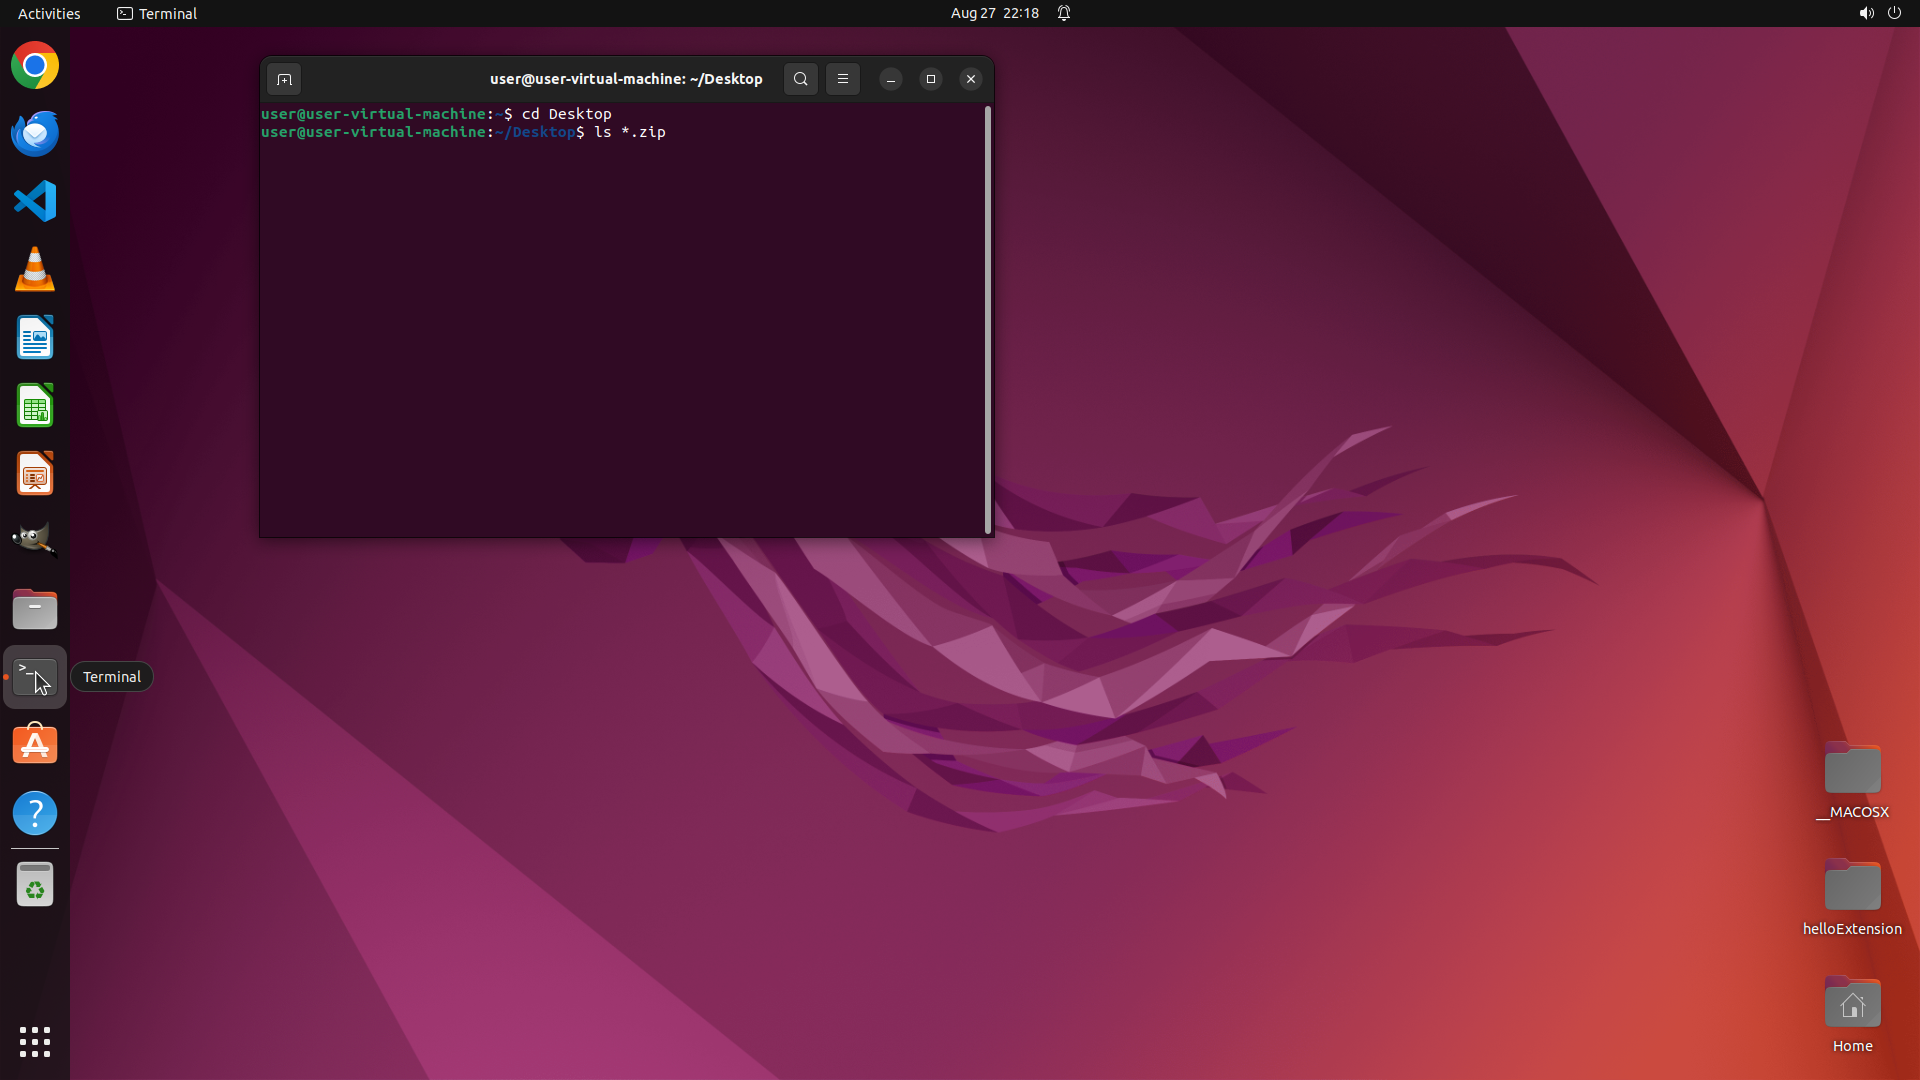 Activities
Terminal
Aug 27 22:18
user@user-virtual-machine: ~/Desktop
user@user-virtual-machine:~$ cd Desktop
user@user-virtual-machine:~/Desktop$ ls *.zip
Terminal
__MACOSX
helloExtension
Home